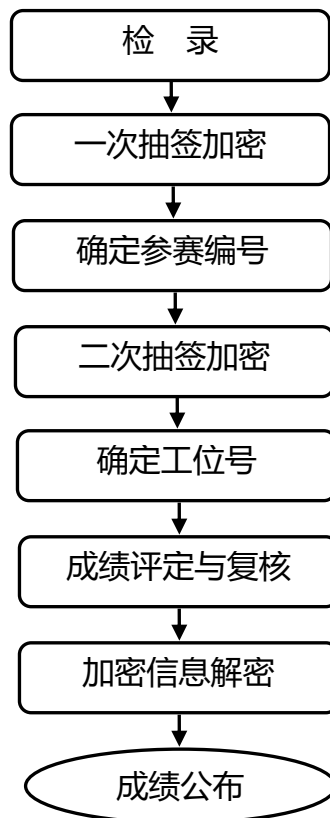 检 录
一次抽签加密
确定参赛编号
二次抽签加密
确定工位号
成绩评定与复核
加密信息解密
成绩公布